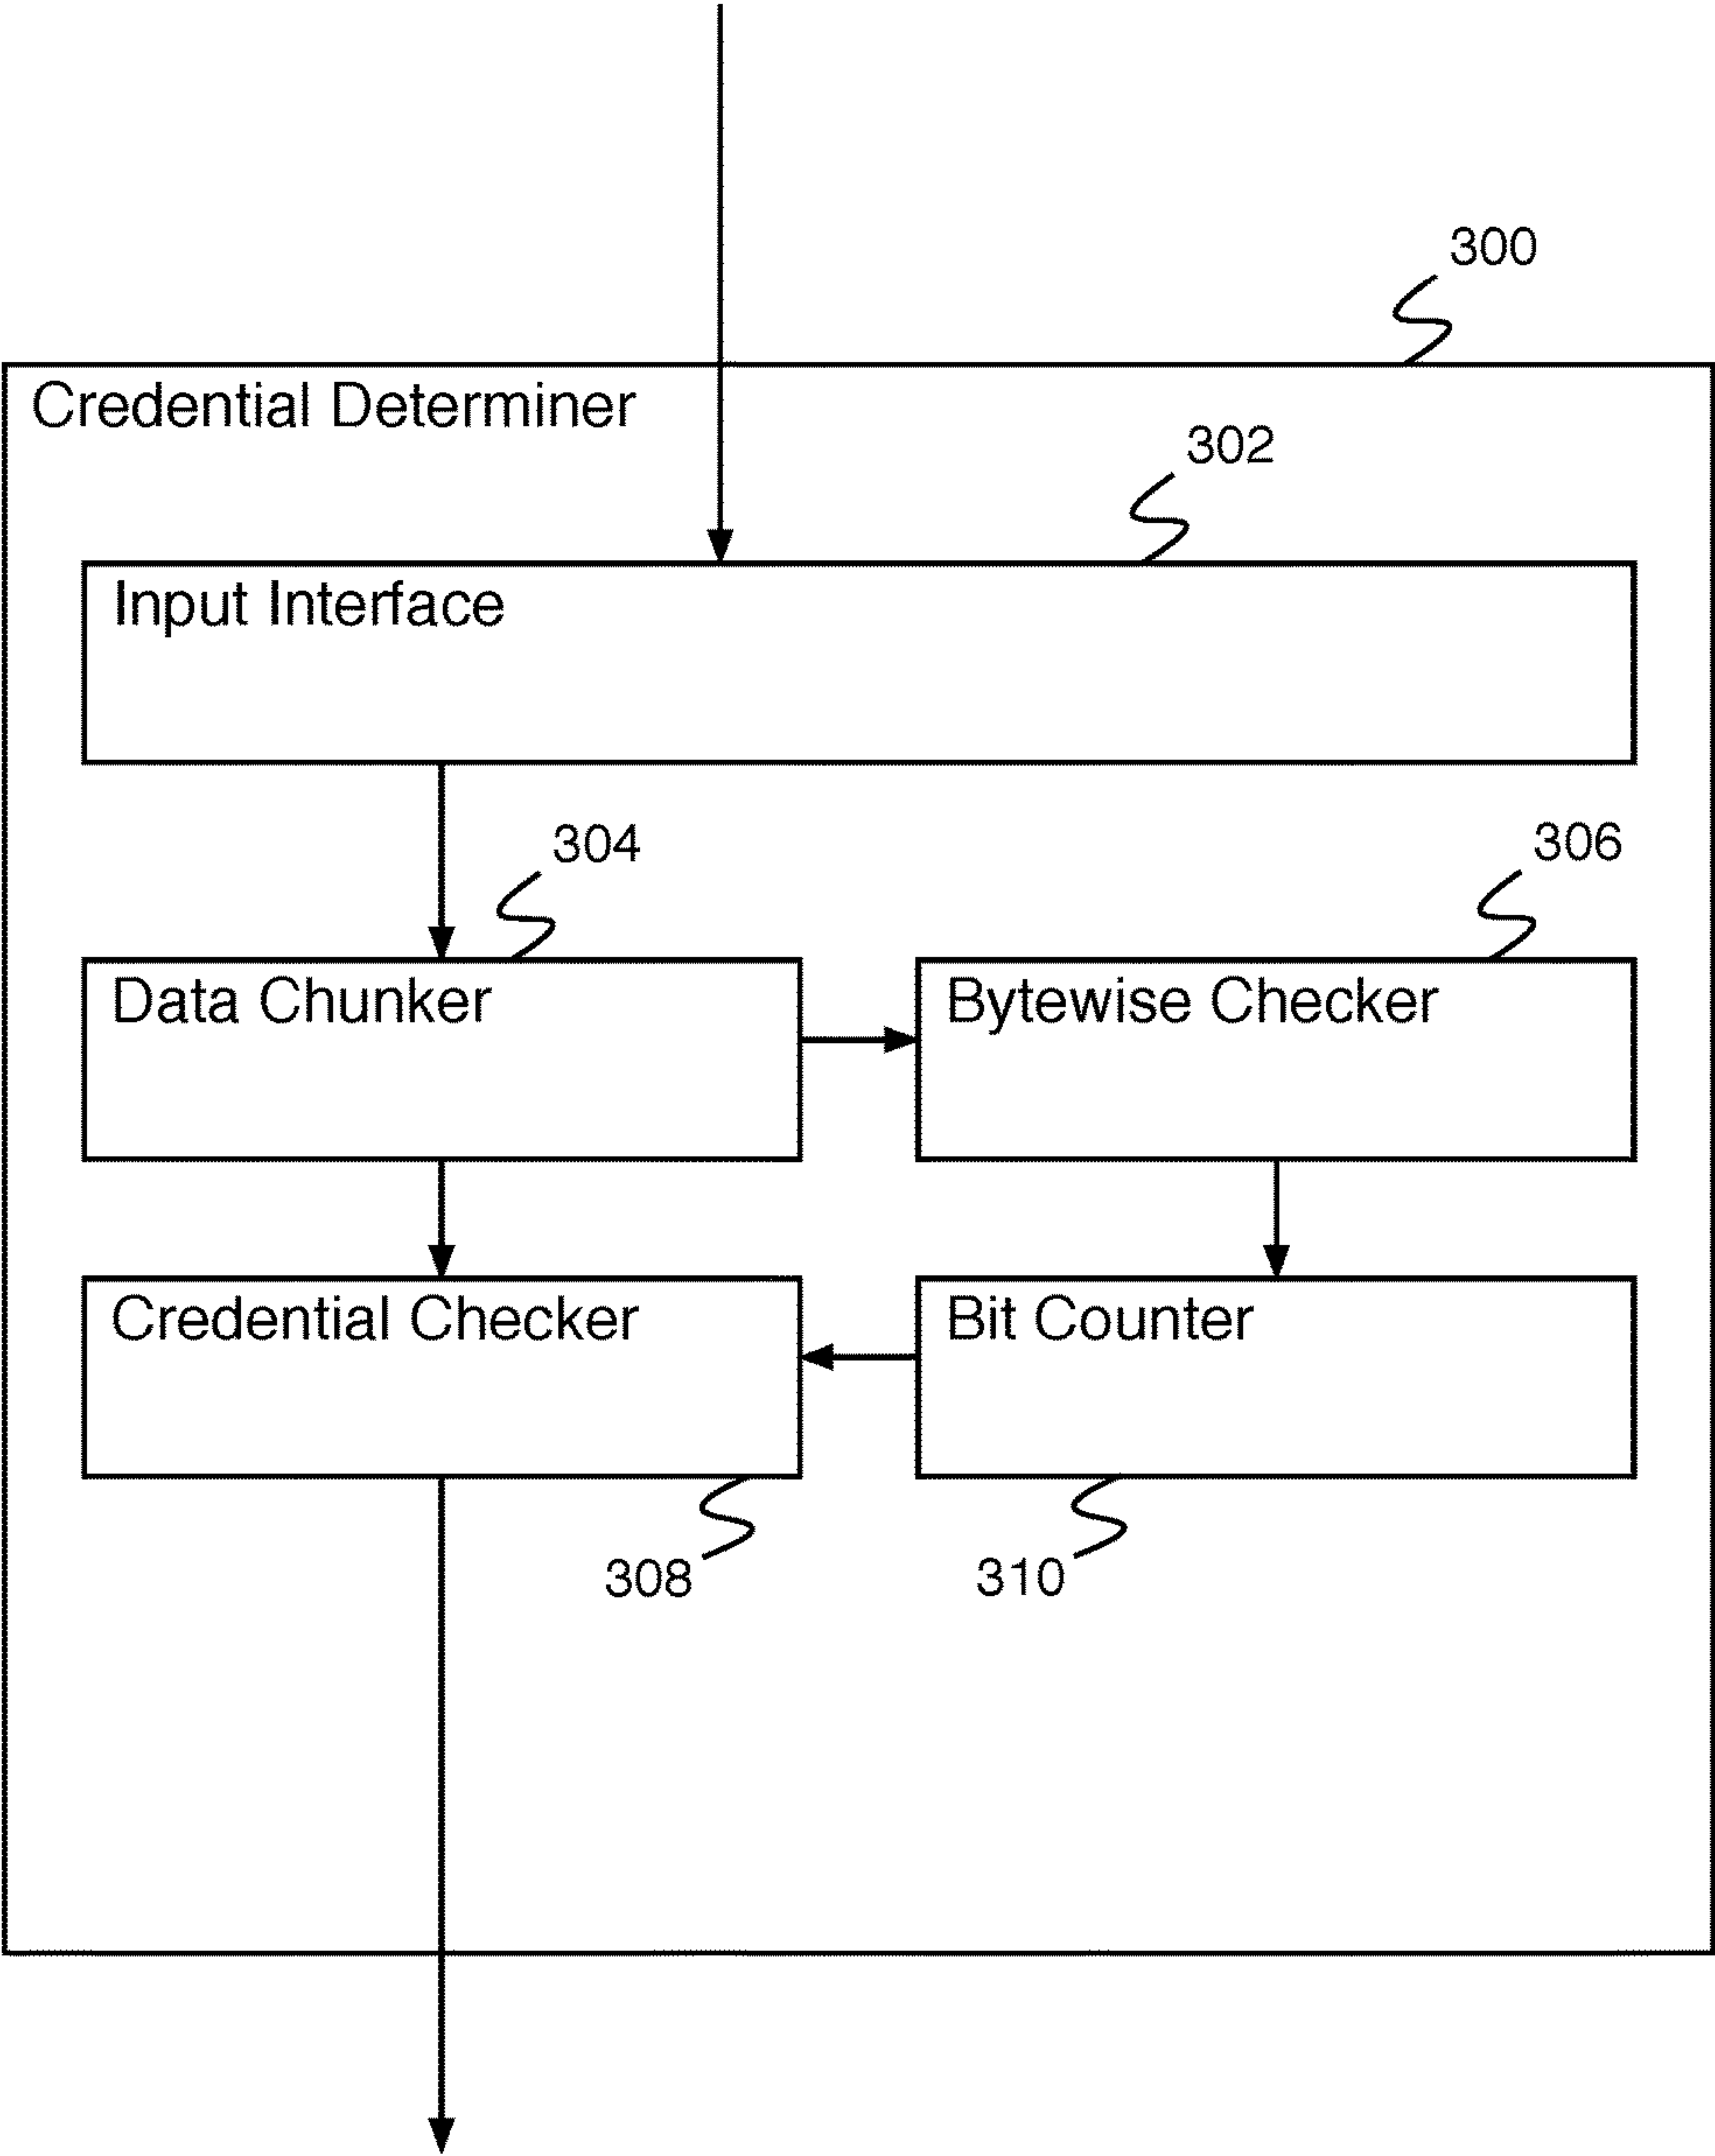 300
Credential Determiner
302
Input Interface
304
306
Data Chunker
Bytewise Checker
Credential Checker
Bit Counter
308
310